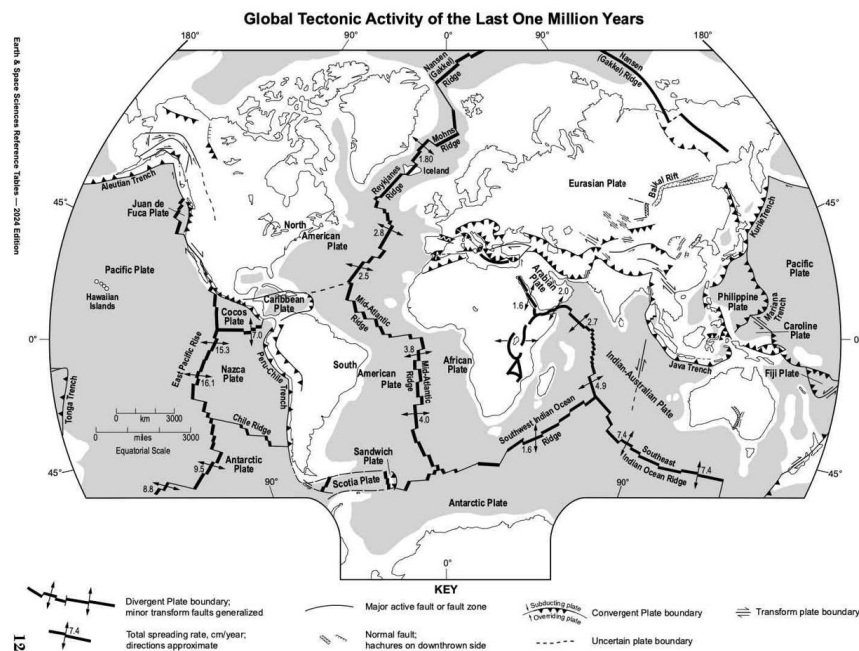 Global Tectonic Activity of the Last One Million Years
Earth & Space Sciences Reference Tables — 2024 Edition
180°
90°
0°
90°
180°
Nansen
(Gakkel)
Ridge
Nansen
(Gakkel) Ridge
Mohns
Ridge
1.80
Iceland
Reykjanes
Ridge
Eurasian Plate
Baikal Rift
Aleutian Trench
45°
45°
Juan de
Fuca Plate
North
American Plate
2.8
2.5
Kurile Trench
Pacific Plate
Pacific
Plate
Hawaiian
Islands
Caribbean
Plate
Cocos
Plate
7.0
Mid-Atlantic
Ridge
Arabian
Plate
2.0
1.6
2.7
Philippine
Plate
Mariana
Trench
Caroline
Plate
0°
0°
East Pacific Rise
15.3
16.1
Nazca
Plate
Peru-Chile
Trench
South
American Plate
3.8
Mid-Atlantic
Ridge
4.0
African Plate
4.9
Indian-Australian Plate
Java Trench
Fiji Plate
Tonga Trench
0
km
3000
0
miles
3000
Equatorial Scale
Chile Ridge
Southwest Indian Ocean
Ridge
1.6
7.4
Southeast
Indian Ocean Ridge
7.4
Antarctic
Plate
9.5
8.8
Sandwich
Plate
Scotia Plate
45°
45°
90°
90°
Antarctic Plate
0°
KEY
Divergent Plate boundary;
minor transform faults generalized
Major active fault or fault zone
Subducting plate
Overriding plate
Convergent Plate boundary
Transform plate boundary
7.4
Total spreading rate, cm/year;
directions approximate
Normal fault;
hachures on downthrown side
Uncertain plate boundary
12